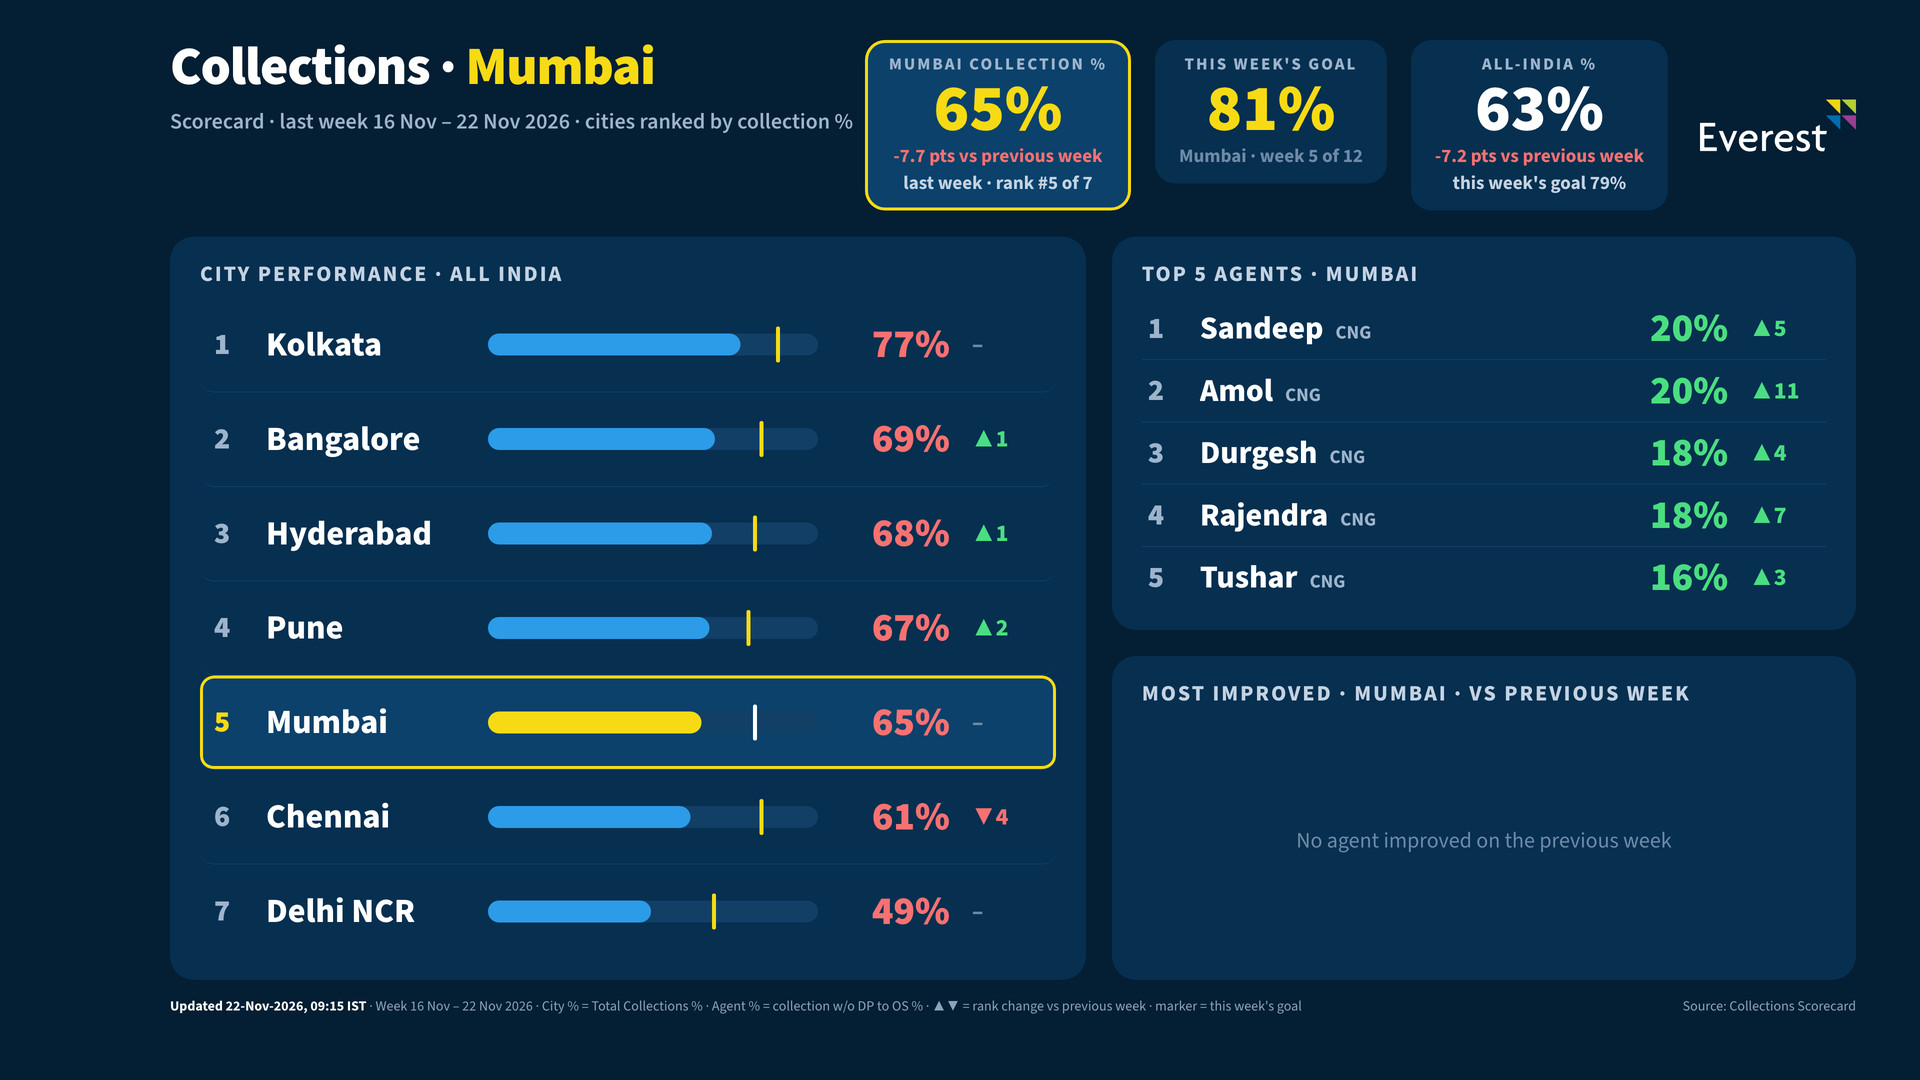 Collections · Mumbai
Scorecard · last week 16 Nov – 22 Nov 2026 · cities ranked by collection %
MUMBAI COLLECTION %
65%
-7.7 pts vs previous week
last week · rank #5 of 7
THIS WEEK'S GOAL
81%
Mumbai · week 5 of 12
ALL-INDIA %
63%
-7.2 pts vs previous week
this week's goal 79%
Everest
CITY PERFORMANCE · ALL INDIA
1 Kolkata 77% –
2 Bangalore 69% ▲1
3 Hyderabad 68% ▲1
4 Pune 67% ▲2
5 Mumbai 65% –
6 Chennai 61% ▼4
7 Delhi NCR 49% –
TOP 5 AGENTS · MUMBAI
1 Sandeep CNG 20% ▲5
2 Amol CNG 20% ▲11
3 Durgesh CNG 18% ▲4
4 Rajendra CNG 18% ▲7
5 Tushar CNG 16% ▲3
MOST IMPROVED · MUMBAI · VS PREVIOUS WEEK
No agent improved on the previous week
Updated 22-Nov-2026, 09:15 IST · Week 16 Nov – 22 Nov 2026 · City % = Total Collections % · Agent % = collection w/o DP to OS % · ▲▼ = rank change vs previous week · marker = this week's goal
Source: Collections Scorecard